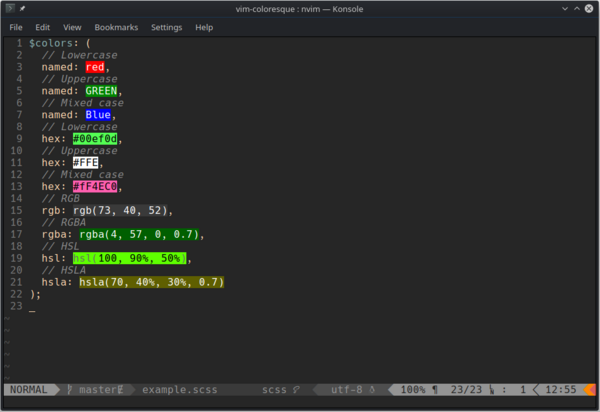 vim-coloresque : nvim — Konsole
File Edit View Bookmarks Settings Help
1 $colors: (
2 // Lowercase
3 named: red,
4 // Uppercase
5 named: GREEN,
6 // Mixed case
7 named: Blue,
8 // Lowercase
9 hex: #00ef0d,
10 // Uppercase
11 hex: #FFE,
12 // Mixed case
13 hex: #fF4EC0,
14 // RGB
15 rgb: rgb(73, 40, 52),
16 // RGBA
17 rgba: rgba(4, 57, 0, 0.7),
18 // HSL
19 hsl: hsl(100, 90%, 50%),
20 // HSLA
21 hsla: hsla(70, 40%, 30%, 0.7)
22 );
23
~
~
~
~
~
~
NORMAL master example.scss scss utf-8 100% ¶ 23/23 : 1 12:55